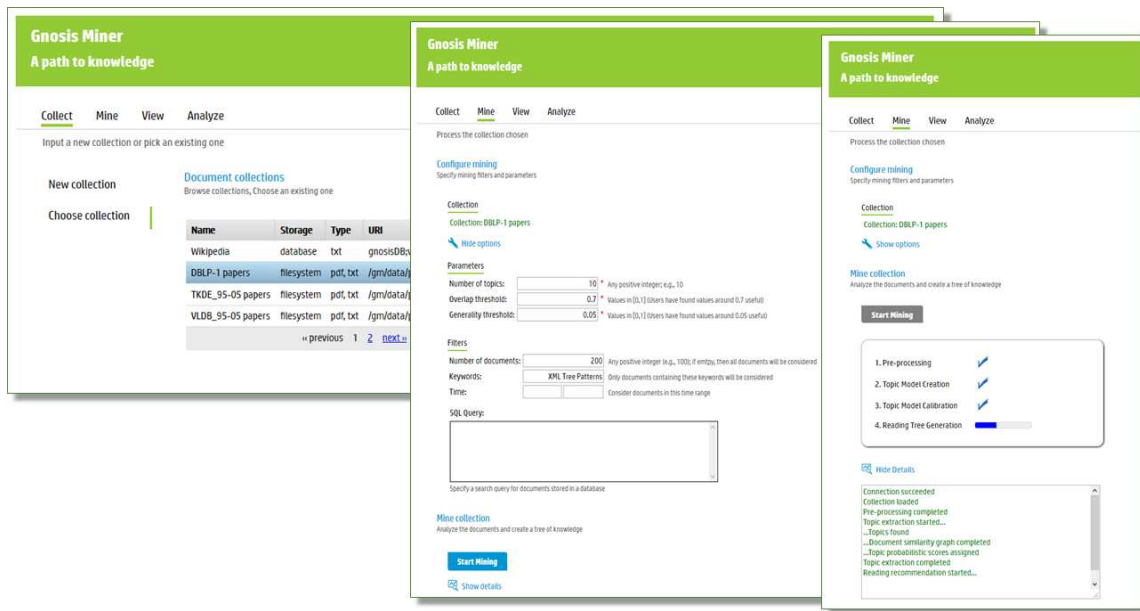 Gnosis Miner
A path to knowledge
Collect Mine View Analyze
Input a new collection or pick an existing one
New collection
Choose collection
Document collections
Browse collections, Choose an existing one
Name Storage Type URI
Wikipedia database txt gnosisDB;
DBLP-1 papers filesystem pdf, txt /gm/data/
TKDE_95-05 papers filesystem pdf, txt /gm/data/
VLDB_95-05 papers filesystem pdf, txt /gm/data/
‹‹ previous 1 2 next ››
Gnosis Miner
A path to knowledge
Collect Mine View Analyze
Process the collection chosen
Configure mining
Specify mining filters and parameters
Collection
Collection: DBLP-1 papers
Hide options
Parameters
Number of topics: 10 * Any positive integer; e.g., 10
Overlap threshold: 0.7 * Values in [0,1] (Users have found values around 0.7 useful)
Generality threshold: 0.05 * Values in [0,1] (Users have found values around 0.05 useful)
Filters
Number of documents: 200 Any positive integer (e.g., 100); if emtpy, then all documents will be considered
Keywords: XML Tree Patterns Only documents containing these keywords will be considered
Time: Consider documents in this time range
SQL Query:
Specify a search query for documents stored in a database
Mine collection
Analyze the documents and create a tree of knowledge
Start Mining
Show details
Gnosis Miner
A path to knowledge
Collect Mine View Analyze
Process the collection chosen
Configure mining
Specify mining filters and parameters
Collection
Collection: DBLP-1 papers
Show options
Mine collection
Analyze the documents and create a tree of knowledge
Start Mining
1. Pre-processing
2. Topic Model Creation
3. Topic Model Calibration
4. Reading Tree Generation
Hide Details
Connection succeeded
Collection loaded
Pre-processing completed
Topic extraction started...
...Topics found
...Document similarity graph completed
...Topic probabilistic scores assigned
Topic extraction completed
Reading recommendation started...